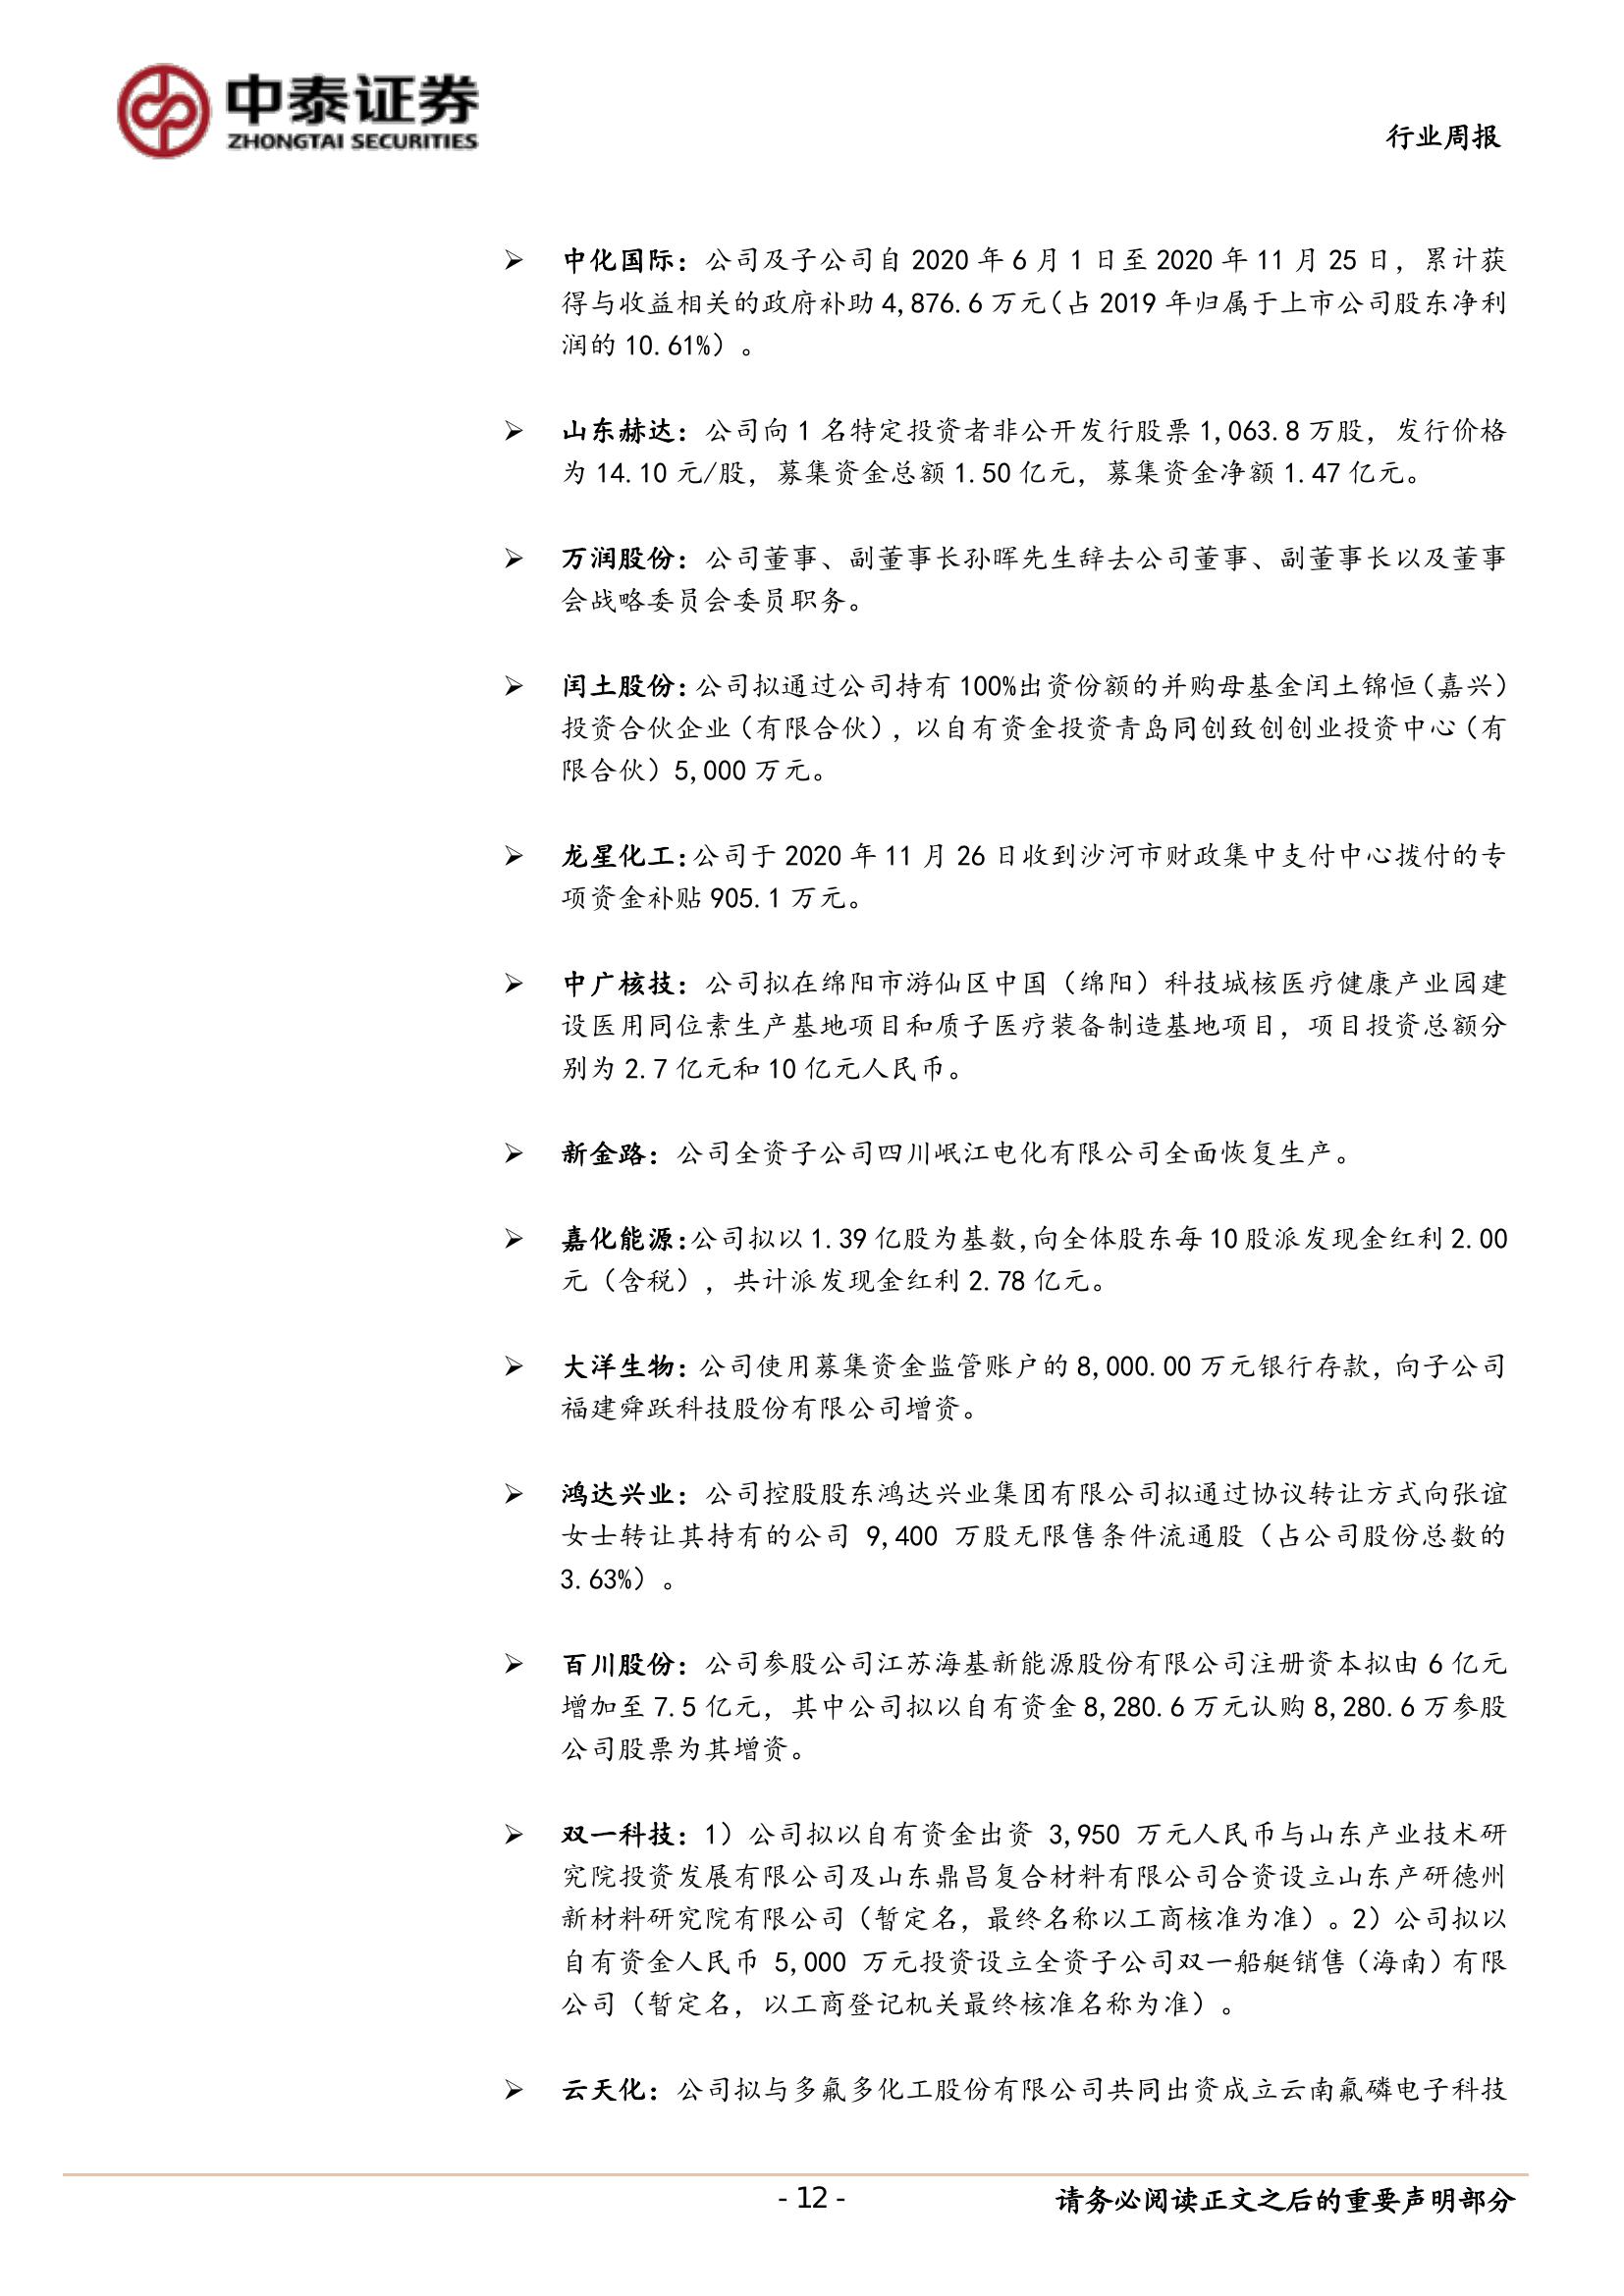 中泰证券
ZHONGTAI SECURITIES
行业周报
➢ 中化国际：公司及子公司自 2020 年 6 月 1 日至 2020 年 11 月 25 日，累计获
得与收益相关的政府补助 4,876.6 万元（占 2019 年归属于上市公司股东净利
润的 10.61%）。
➢ 山东赫达：公司向 1 名特定投资者非公开发行股票 1,063.8 万股，发行价格
为 14.10 元/股，募集资金总额 1.50 亿元，募集资金净额 1.47 亿元。
➢ 万润股份：公司董事、副董事长孙晖先生辞去公司董事、副董事长以及董事
会战略委员会委员职务。
➢ 闰土股份：公司拟通过公司持有 100%出资份额的并购母基金闰土锦恒（嘉兴）
投资合伙企业（有限合伙），以自有资金投资青岛同创致创创业投资中心（有
限合伙）5,000 万元。
➢ 龙星化工：公司于 2020 年 11 月 26 日收到沙河市财政集中支付中心拨付的专
项资金补贴 905.1 万元。
➢ 中广核技：公司拟在绵阳市游仙区中国（绵阳）科技城核医疗健康产业园建
设医用同位素生产基地项目和质子医疗装备制造基地项目，项目投资总额分
别为 2.7 亿元和 10 亿元人民币。
➢ 新金路：公司全资子公司四川岷江电化有限公司全面恢复生产。
➢ 嘉化能源：公司拟以 1.39 亿股为基数，向全体股东每 10 股派发现金红利 2.00
元（含税），共计派发现金红利 2.78 亿元。
➢ 大洋生物：公司使用募集资金监管账户的 8,000.00 万元银行存款，向子公司
福建舜跃科技股份有限公司增资。
➢ 鸿达兴业：公司控股股东鸿达兴业集团有限公司拟通过协议转让方式向张谊
女士转让其持有的公司 9,400 万股无限售条件流通股（占公司股份总数的
3.63%）。
➢ 百川股份：公司参股公司江苏海基新能源股份有限公司注册资本拟由 6 亿元
增加至 7.5 亿元，其中公司拟以自有资金 8,280.6 万元认购 8,280.6 万参股
公司股票为其增资。
➢ 双一科技：1）公司拟以自有资金出资 3,950 万元人民币与山东产业技术研
究院投资发展有限公司及山东鼎昌复合材料有限公司合资设立山东产研德州
新材料研究院有限公司（暂定名，最终名称以工商核准为准）。2）公司拟以
自有资金人民币 5,000 万元投资设立全资子公司双一船艇销售（海南）有限
公司（暂定名，以工商登记机关最终核准名称为准）。
➢ 云天化：公司拟与多氟多化工股份有限公司共同出资成立云南氟磷电子科技
- 12 -
请务必阅读正文之后的重要声明部分